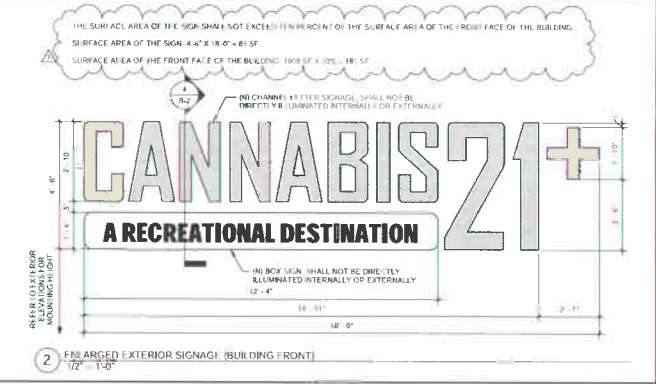 THE SURFACE AREA OF THE SIGN SHALL NOT EXCEED TEN PERCENT OF THE SURFACE AREA OF THE FRONT FACE OF THE BUILDING.
SURFACE AREA OF THE SIGN: 4'-6" X 18'-0" = 81 SF
SURFACE AREA OF THE FRONT FACE OF THE BUILDING: 1808 SF X 10% = 181 SF
4
(N) CHANNEL LETTER SIGNAGE, SHALL NOT BE
DIRECTLY ILLUMINATED INTERNALLY OR EXTERNALLY
CANNABIS21+
2' - 10"
4' - 6"
A RECREATIONAL DESTINATION
(N) BOX SIGN, SHALL NOT BE DIRECTLY
ILLUMINATED INTERNALLY OR EXTERNALLY
REFER TO EXTERIOR
ELEVATIONS FOR
MOUNTING HEIGHT
12' - 4"
2' - 1"
18' - 0"
2
ENLARGED EXTERIOR SIGNAGE (BUILDING FRONT)
1/2" = 1'-0"